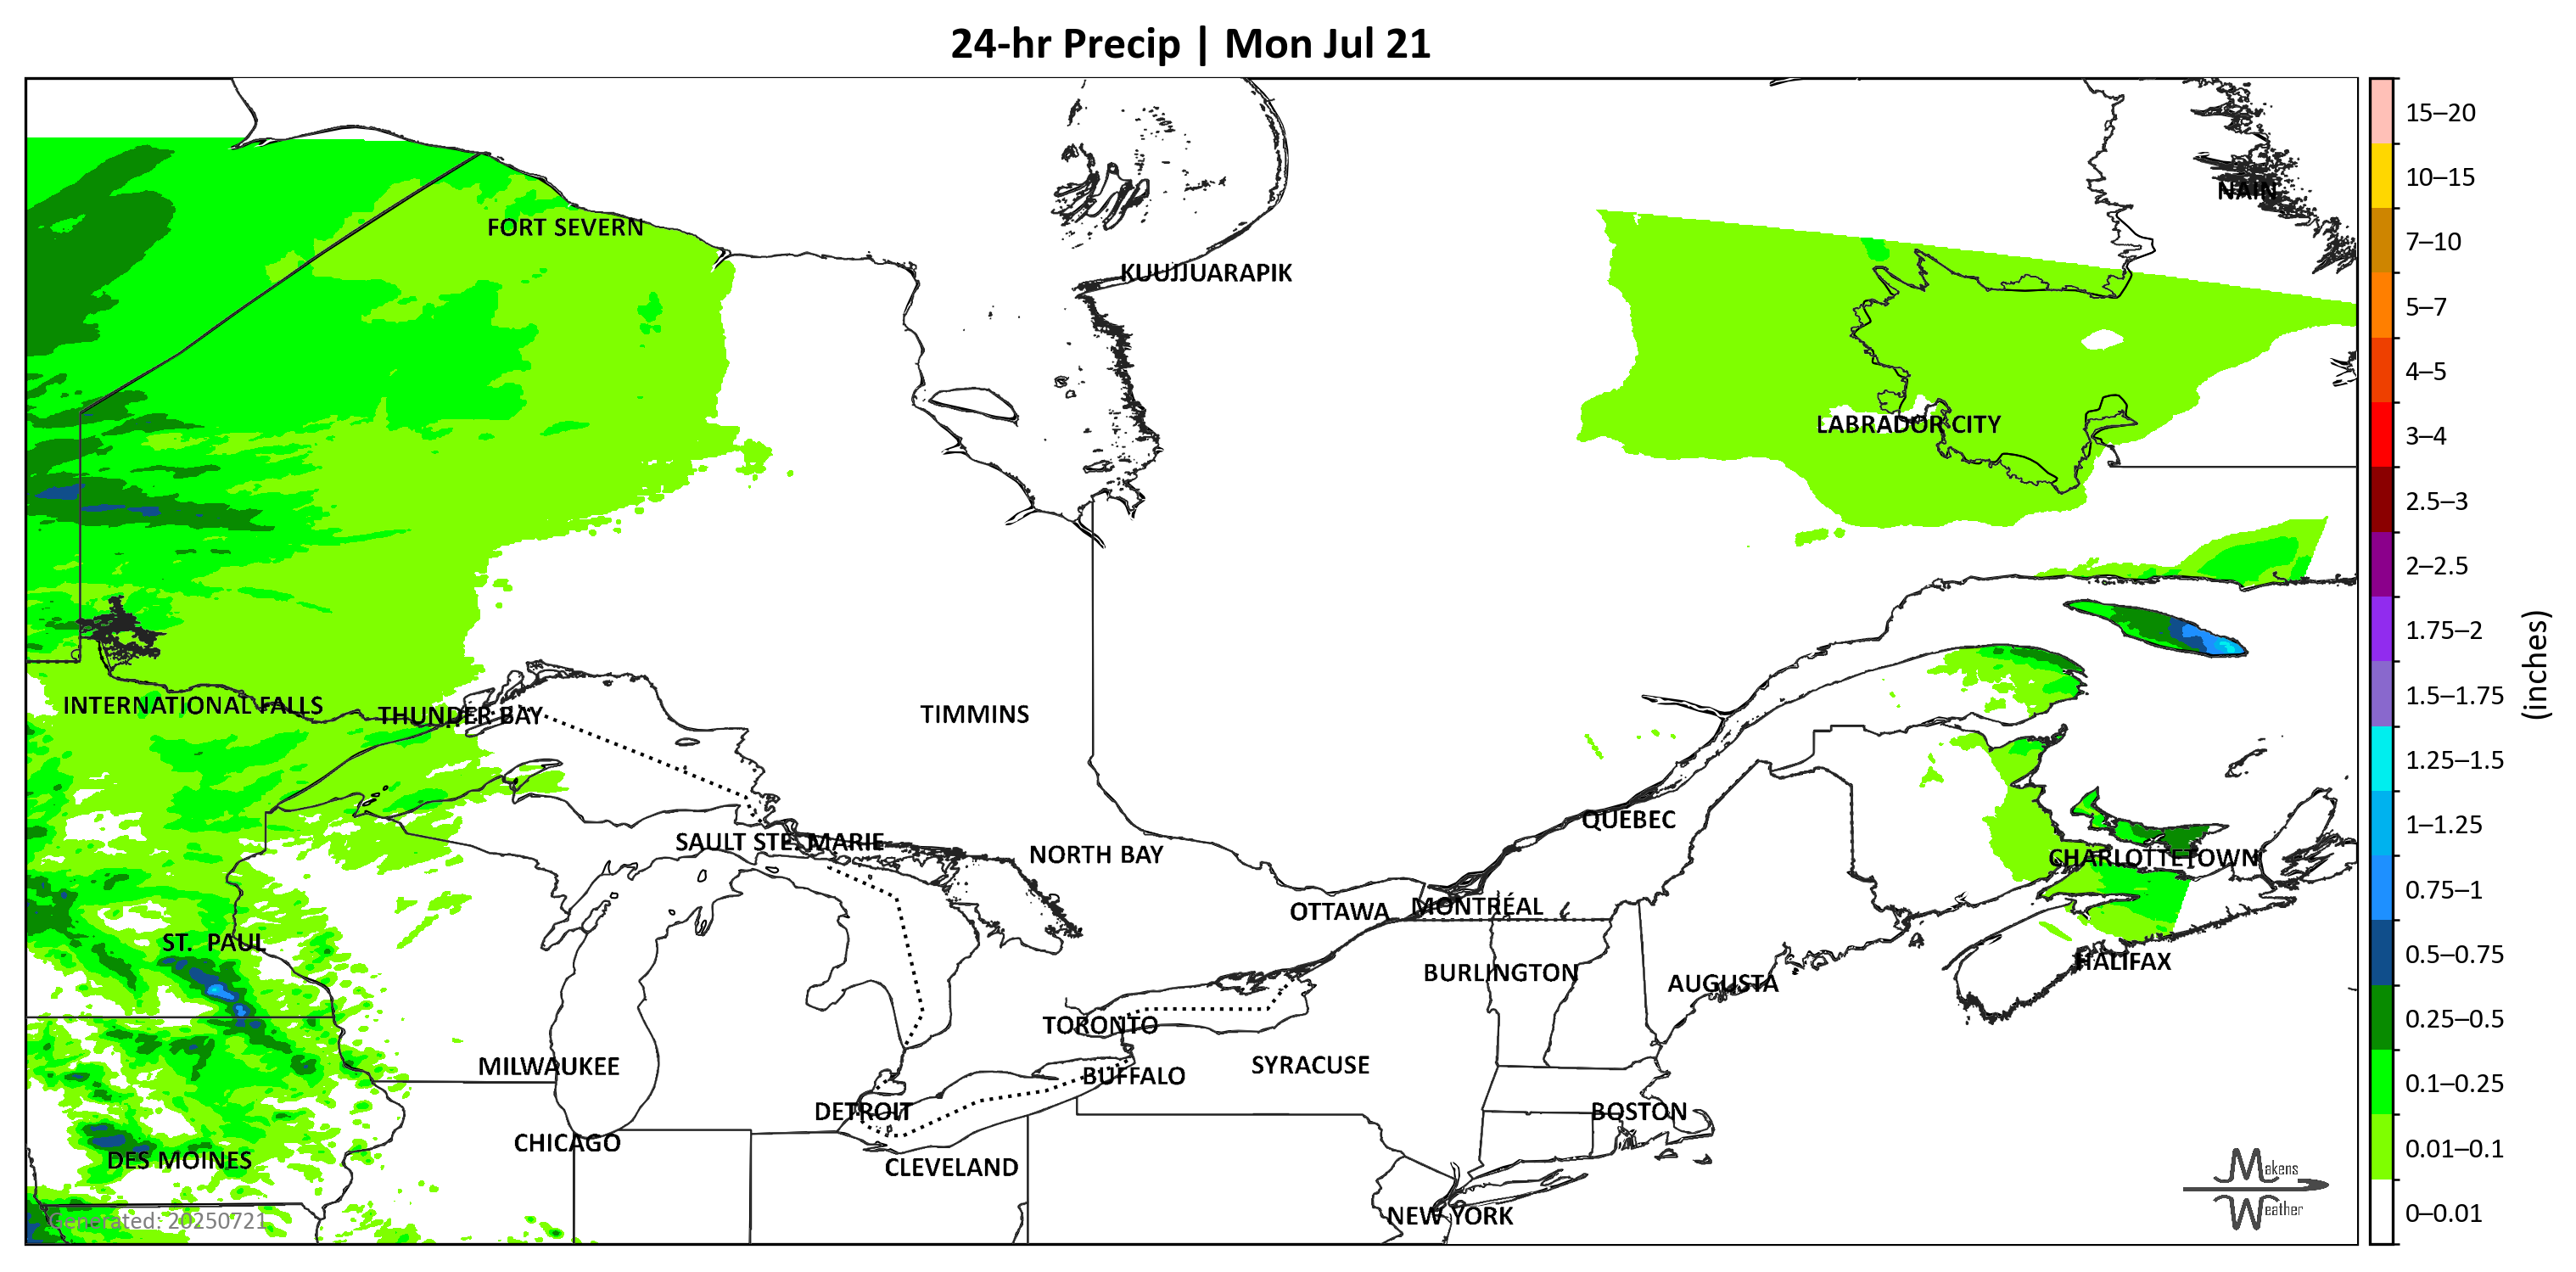 24-hr Precip | Mon Jul 21
15–20
10–15
NAIN
FORT SEVERN
7–10
KUUJJUARAPIK
5–7
4–5
LABRADOR CITY
3–4
2.5–3
2–2.5
1.75–2
(inches)
1.5–1.75
INTERNATIONAL FALLS
THUNDER BAY
TIMMINS
1.25–1.5
QUEBEC
1–1.25
SAULT STE. MARIE
NORTH BAY
CHARLOTTETOWN
0.75–1
OTTAWA
MONTRÉAL
ST. PAUL
0.5–0.75
HALIFAX
BURLINGTON
AUGUSTA
0.25–0.5
TORONTO
SYRACUSE
MILWAUKEE
BUFFALO
0.1–0.25
DETROIT
BOSTON
CHICAGO
0.01–0.1
DES MOINES
CLEVELAND
Makens
Weather
0–0.01
NEW YORK
Generated: 20250721